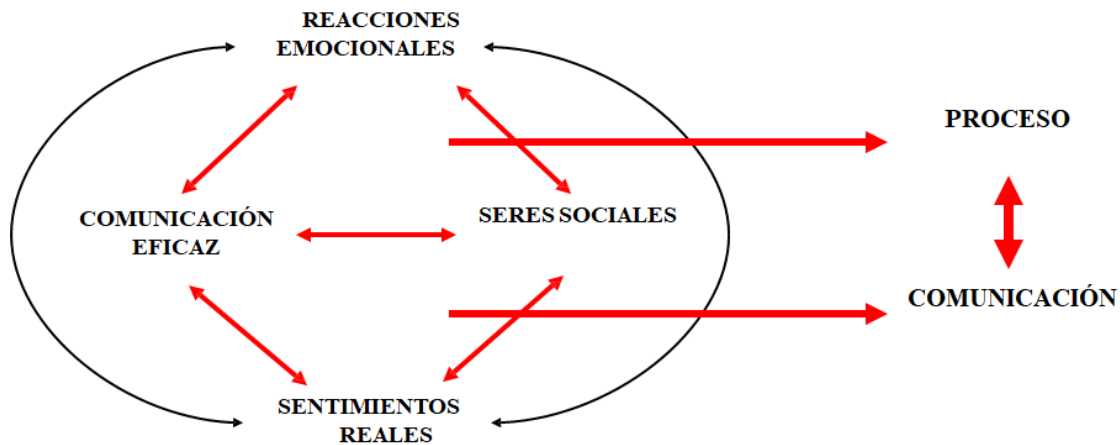 REACCIONES
EMOCIONALES
PROCESO
COMUNICACIÓN
EFICAZ
SERES SOCIALES
COMUNICACIÓN
SENTIMIENTOS
REALES